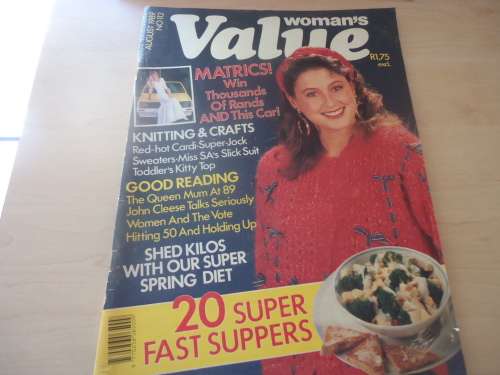 AUGUST 1989
NO 112
woman's
Value
R1,75
excl.
MATRICS!
Win
Thousands
Of Rands
AND This Car!
KNITTING & CRAFTS
Red-hot Cardi-Super-Jock
Sweaters-Miss SA's Slick Suit
Toddler's Kitty Top
GOOD READING
The Queen Mum At 89
John Cleese Talks Seriously
Women And The Vote
Hitting 50 And Holding Up
SHED KILOS
WITH OUR SUPER
SPRING DIET
20 SUPER
FAST SUPPERS